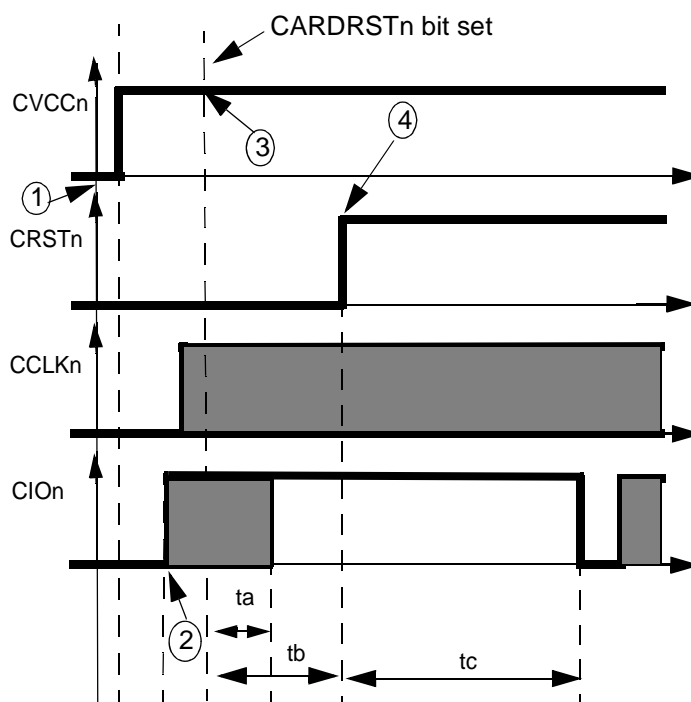 CARDRSTn bit set
CVCCn
3
4
1
CRSTn
CCLKn
CIOn
2
ta
tb
tc